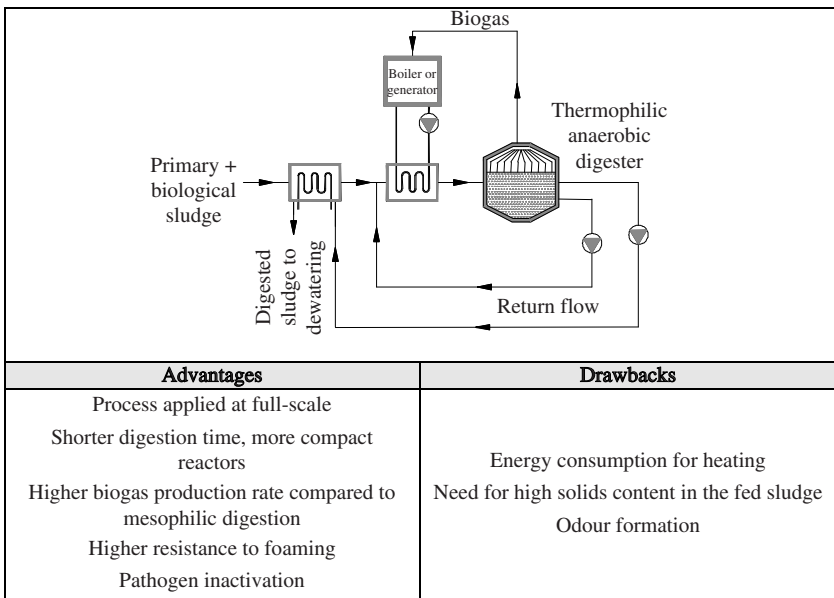 Biogas
Boiler or
generator
Thermophilic
anaerobic
digester
Primary +
biological
sludge
Digested
sludge to
dewatering
Return flow
Advantages
Drawbacks
Process applied at full-scale
Shorter digestion time, more compact
reactors
Higher biogas production rate compared to
mesophilic digestion
Higher resistance to foaming
Pathogen inactivation
Energy consumption for heating
Need for high solids content in the fed sludge
Odour formation